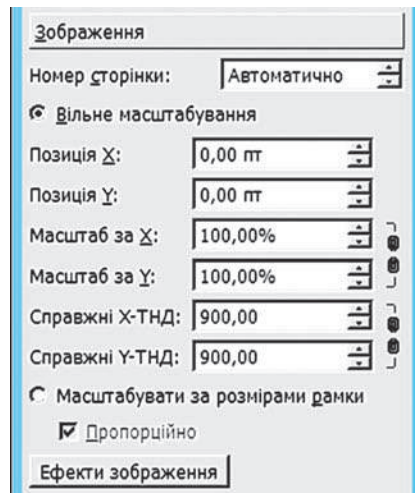 Зображення
Номер сторінки: Автоматично
Вільне масштабування
Позиція X: 0,00 пт
Позиція Y: 0,00 пт
Масштаб за X: 100,00%
Масштаб за Y: 100,00%
Справжні X-ТНД: 900,00
Справжні Y-ТНД: 900,00
Масштабувати за розмірами рамки
Пропорційно
Ефекти зображення